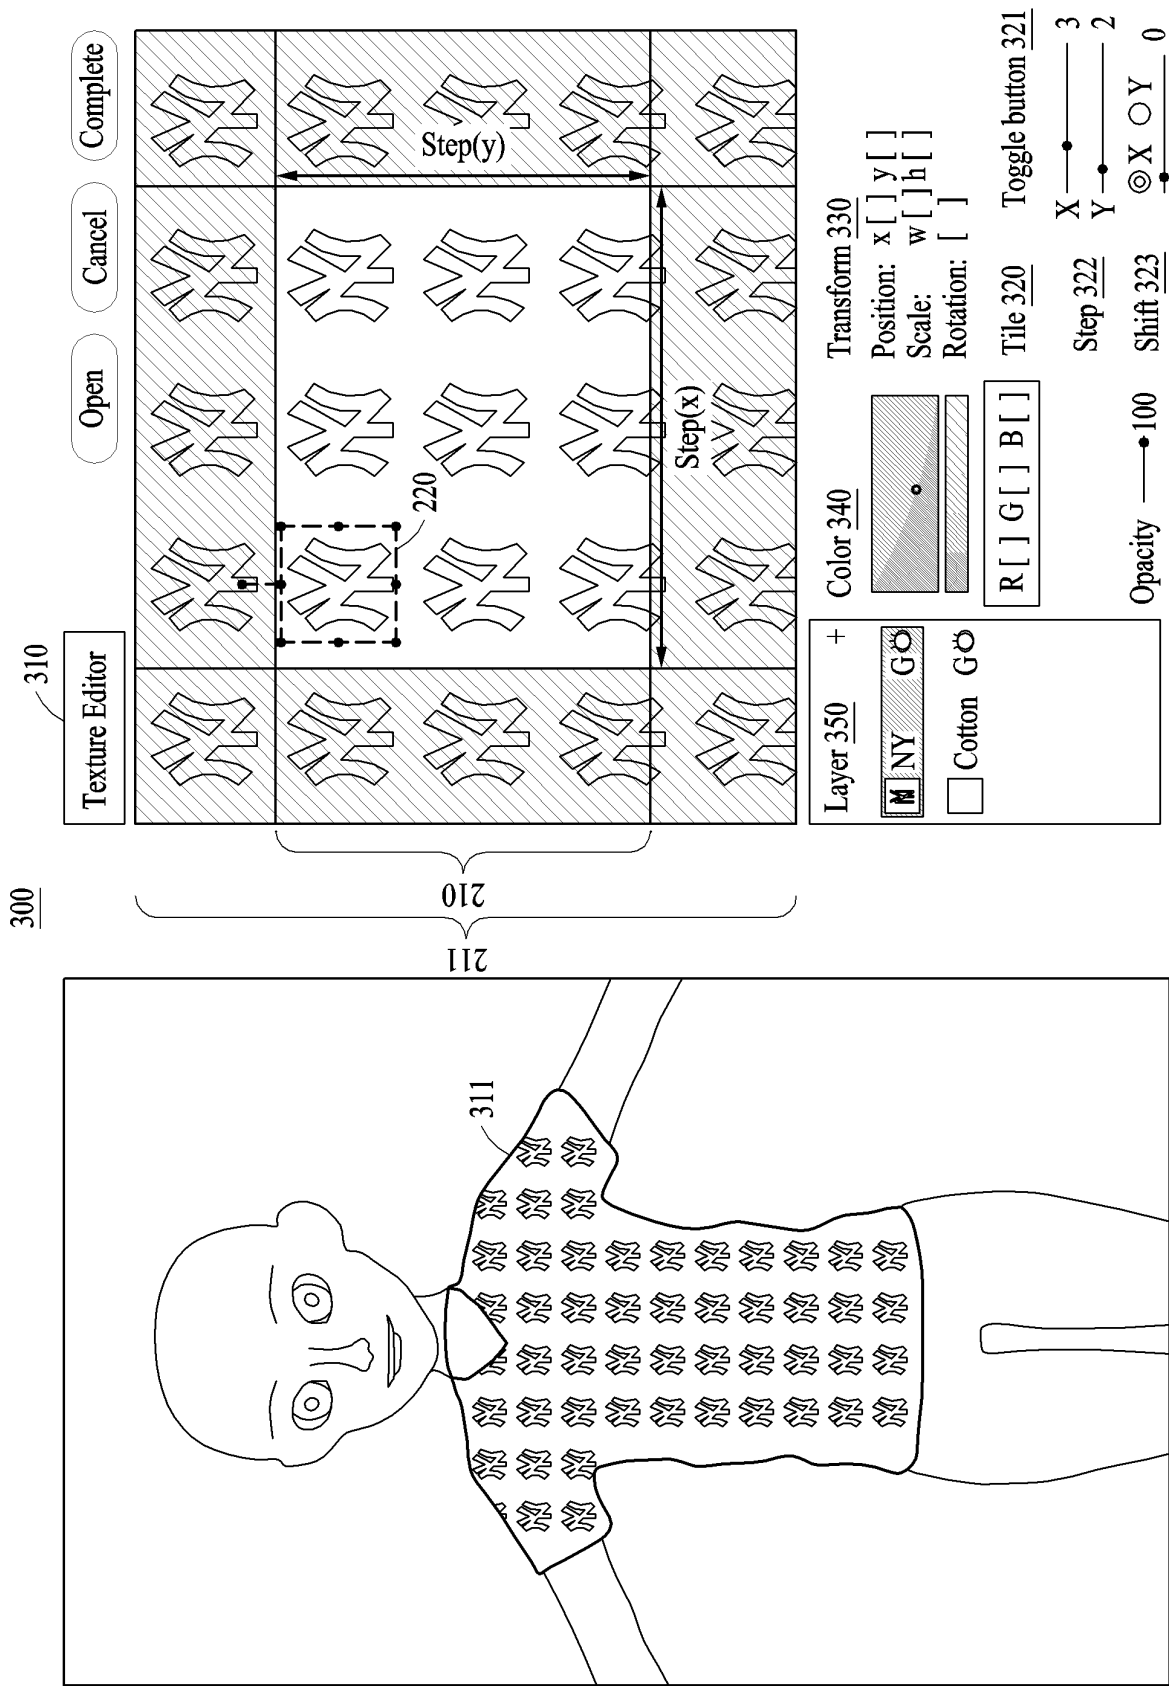 300
311
310
Texture Editor
Open
Cancel
Complete
Step(y)
Step(x)
220
210
211
Layer 350 +
NY G
Cotton G
Color 340
R [ ] G [ ] B [ ]
Opacity 100
Transform 330
Position: x [ ] y [ ]
Scale: w [ ] h [ ]
Rotation: [ ]
Tile 320 Toggle button 321
Step 322 X 3
Y 2
Shift 323 X Y
0